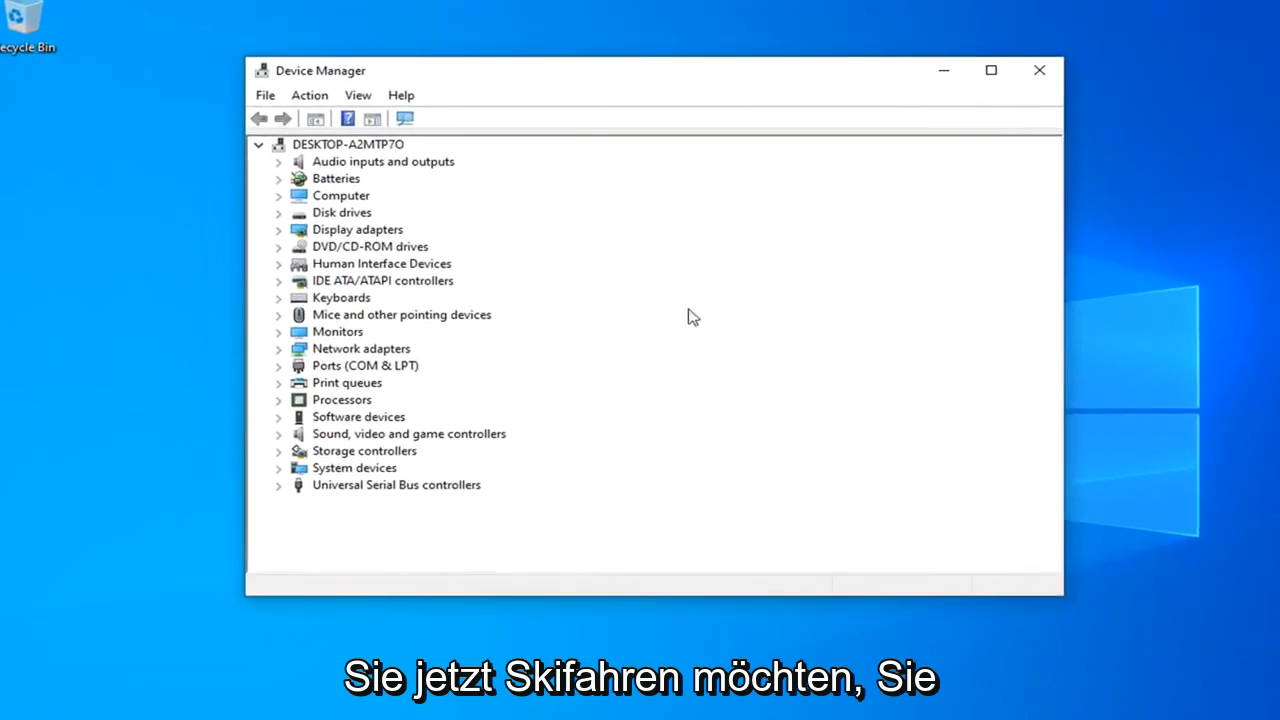 ecycle Bin
Device Manager
File Action View Help
DESKTOP-A2MTP7O
Audio inputs and outputs
Batteries
Computer
Disk drives
Display adapters
DVD/CD-ROM drives
Human Interface Devices
IDE ATA/ATAPI controllers
Keyboards
Mice and other pointing devices
Monitors
Network adapters
Ports (COM & LPT)
Print queues
Processors
Software devices
Sound, video and game controllers
Storage controllers
System devices
Universal Serial Bus controllers
Sie jetzt Skifahren möchten, Sie